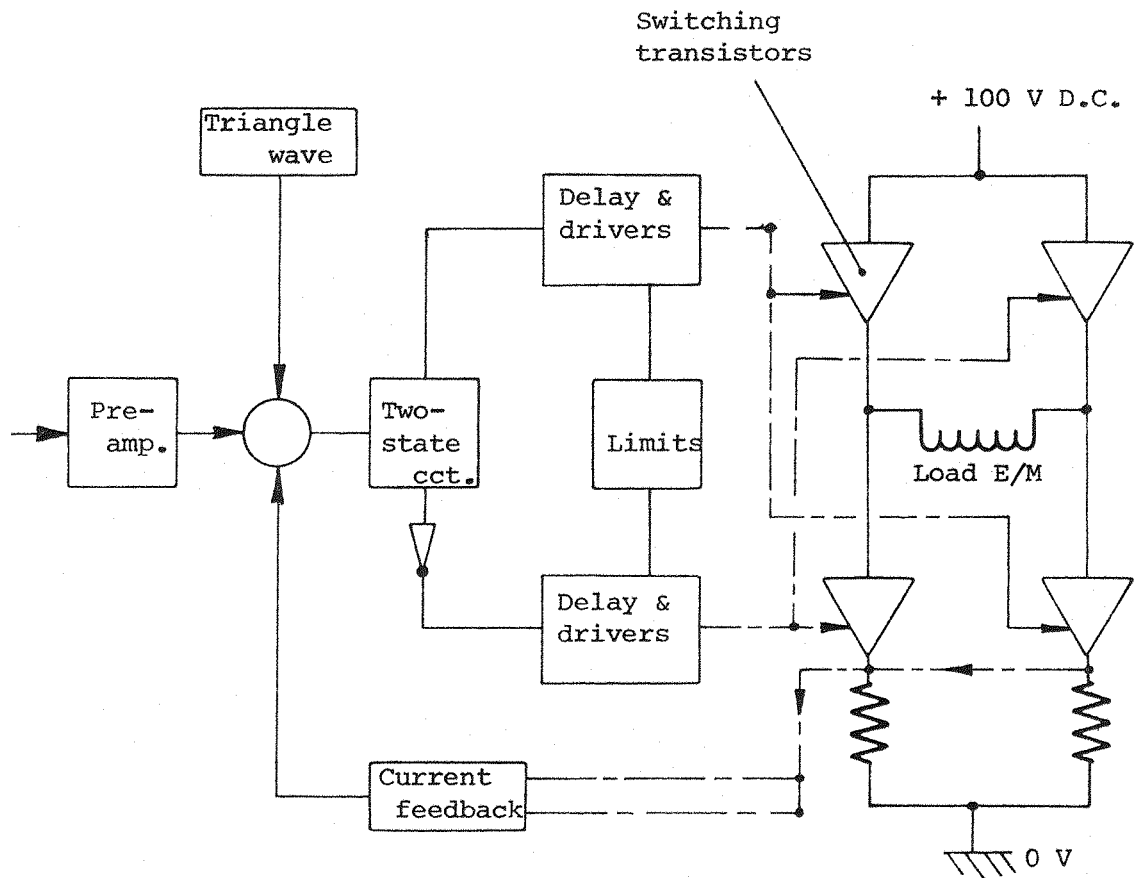 Switching
transistors
+ 100 V D.C.
Triangle
wave
Delay &
drivers
Pre-
amp.
Two-
state
cct.
Limits
Load E/M
Delay &
drivers
Current
feedback
0 V